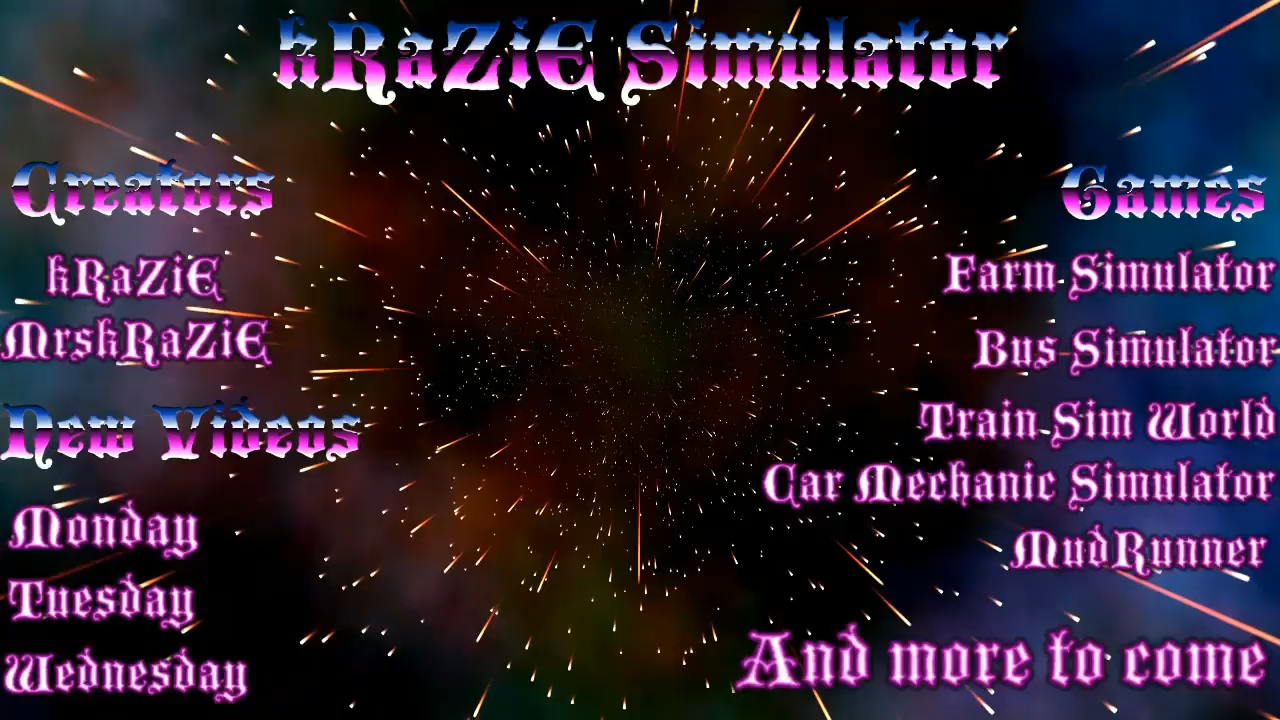 kRaZiE Simulator
Creators
kRaZiE
MrskRaZiE
New Videos
Monday
Tuesday
Wednesday
Games
Farm Simulator
Bus Simulator
Train Sim World
Car Mechanic Simulator
MudRunner
And more to come